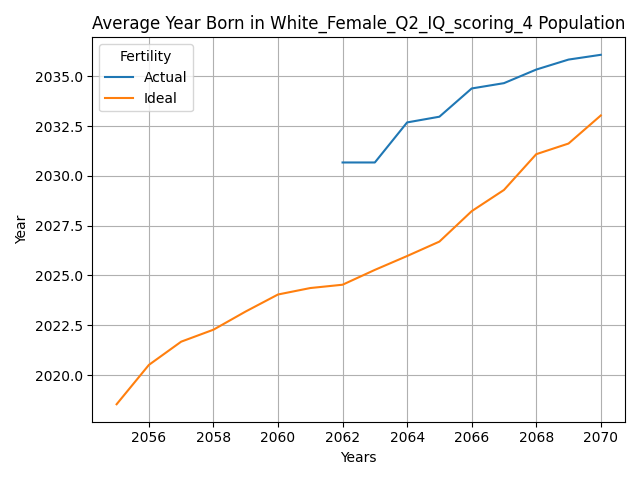 Average Year Born in White_Female_Q2_IQ_scoring_4 Population
Fertility
Actual
Ideal
2035.0
2032.5
2030.0
2027.5
2025.0
2022.5
2020.0
Year
2056 2058 2060 2062 2064 2066 2068 2070
Years